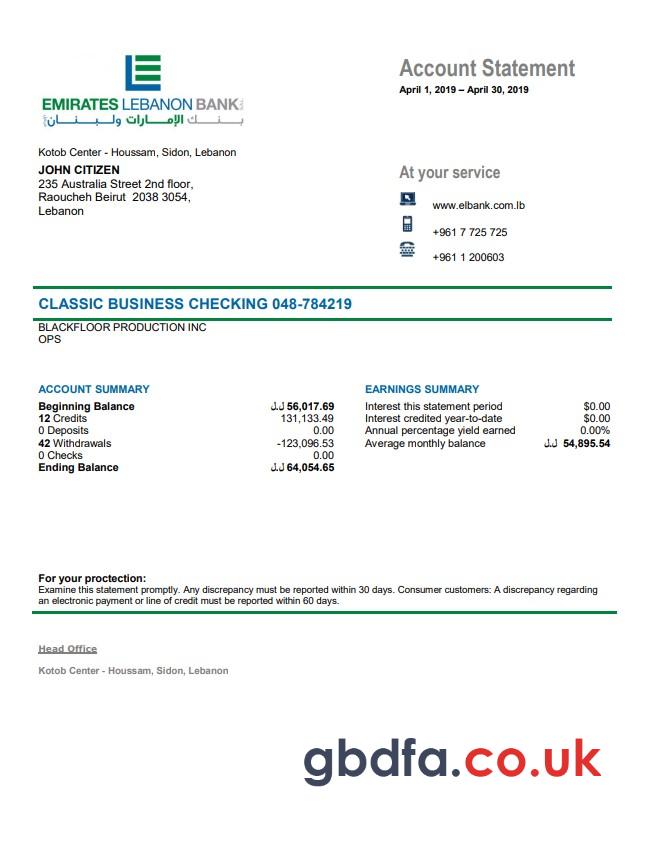 EMIRATES LEBANON BANK
بنك الإمارات ولبنان
Account Statement
April 1, 2019 – April 30, 2019
Kotob Center - Houssam, Sidon, Lebanon
JOHN CITIZEN
235 Australia Street 2nd floor,
Raoucheh Beirut 2038 3054,
Lebanon
At your service
www.elbank.com.lb
+961 7 725 725
+961 1 200603
CLASSIC BUSINESS CHECKING 048-784219
BLACKFLOOR PRODUCTION INC
OPS
ACCOUNT SUMMARY
Beginning Balance ل.ل 56,017.69
12 Credits 131,133.49
0 Deposits 0.00
42 Withdrawals -123,096.53
0 Checks 0.00
Ending Balance ل.ل 64,054.65
EARNINGS SUMMARY
Interest this statement period $0.00
Interest credited year-to-date $0.00
Annual percentage yield earned 0.00%
Average monthly balance ل.ل 54,895.54
For your proctection:
Examine this statement promptly. Any discrepancy must be reported within 30 days. Consumer customers: A discrepancy regarding
an electronic payment or line of credit must be reported within 60 days.
Head Office
Kotob Center - Houssam, Sidon, Lebanon
gbdfa.co.uk